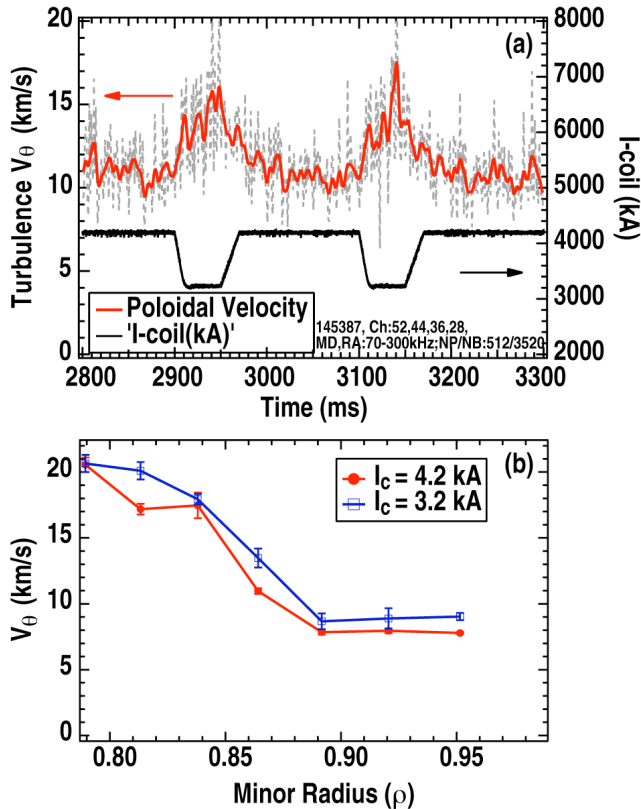 20
15
10
5
0
Turbulence Vθ (km/s)
(a)
8000
7000
6000
5000
4000
3000
2000
I-coil (kA)
Poloidal Velocity
'I-coil(kA)'
145387, Ch:52,44,36,28,
MD,RA:70-300kHz;NP/NB:512/3520
2800 2900 3000 3100 3200 3300
Time (ms)
(b)
20
15
10
5
0
Vθ (km/s)
Ic = 4.2 kA
Ic = 3.2 kA
0.80 0.85 0.90 0.95
Minor Radius (ρ)